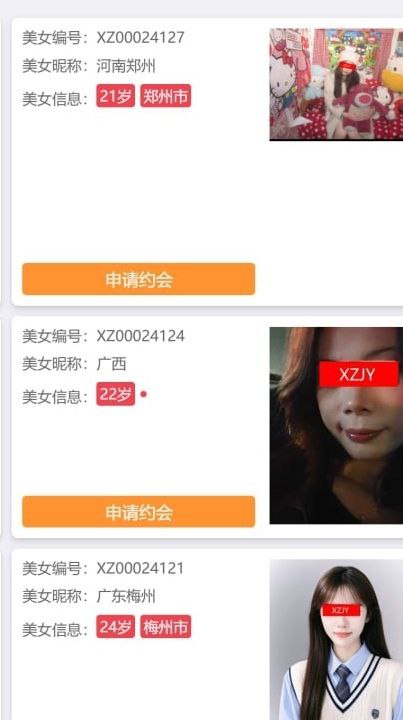 美女编号：XZ00024127
美女昵称：河南郑州
美女信息：21岁 郑州市
申请约会
美女编号：XZ00024124
美女昵称：广西
美女信息：22岁
XZJY
申请约会
美女编号：XZ00024121
美女昵称：广东梅州
美女信息：24岁 梅州市
XZJY